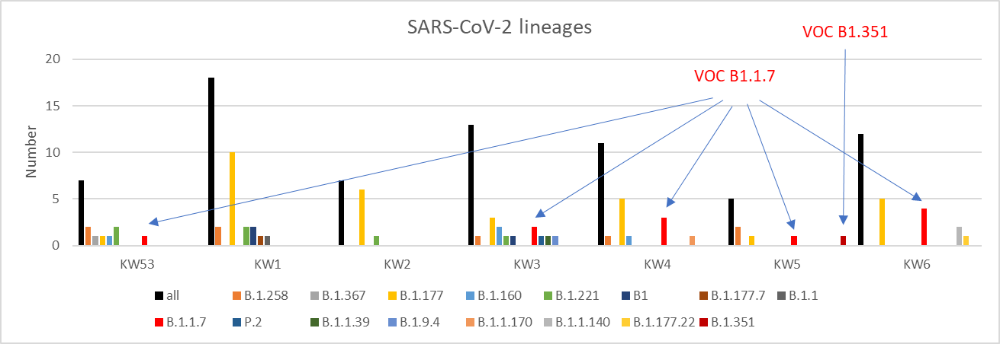 SARS-CoV-2 lineages
VOC B1.351
VOC B1.1.7
Number
20
15
10
5
0
KW53 KW1 KW2 KW3 KW4 KW5 KW6
all B.1.258 B.1.367 B.1.177 B.1.160 B.1.221 B1 B.1.177.7 B.1.1
B.1.1.7 P.2 B.1.1.39 B.1.9.4 B.1.1.170 B.1.1.140 B.1.177.22 B.1.351